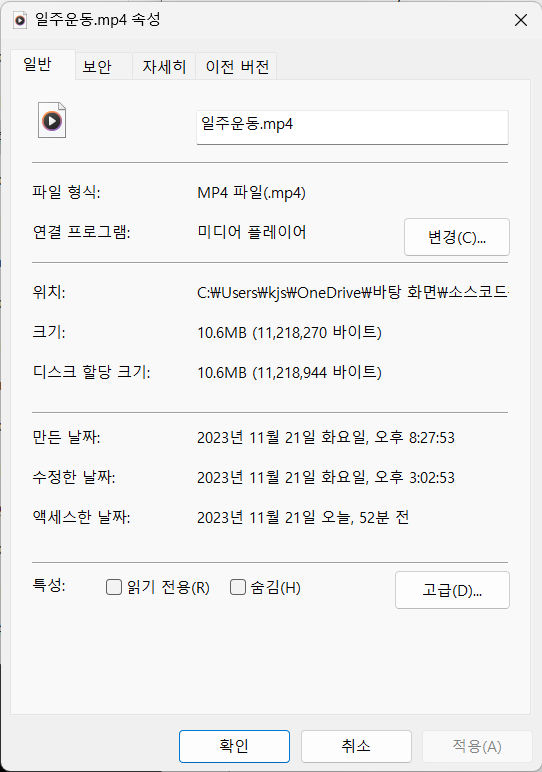 일주운동.mp4 속성
일반 보안 자세히 이전 버전
일주운동.mp4
파일 형식: MP4 파일(.mp4)
연결 프로그램: 미디어 플레이어 변경(C)...
위치: C:₩Users₩kjs₩OneDrive₩바탕 화면₩소스코드
크기: 10.6MB (11,218,270 바이트)
디스크 할당 크기: 10.6MB (11,218,944 바이트)
만든 날짜: 2023년 11월 21일 화요일, 오후 8:27:53
수정한 날짜: 2023년 11월 21일 화요일, 오후 3:02:53
액세스한 날짜: 2023년 11월 21일 오늘, 52분 전
특성: 읽기 전용(R) 숨김(H) 고급(D)...
확인 취소 적용(A)